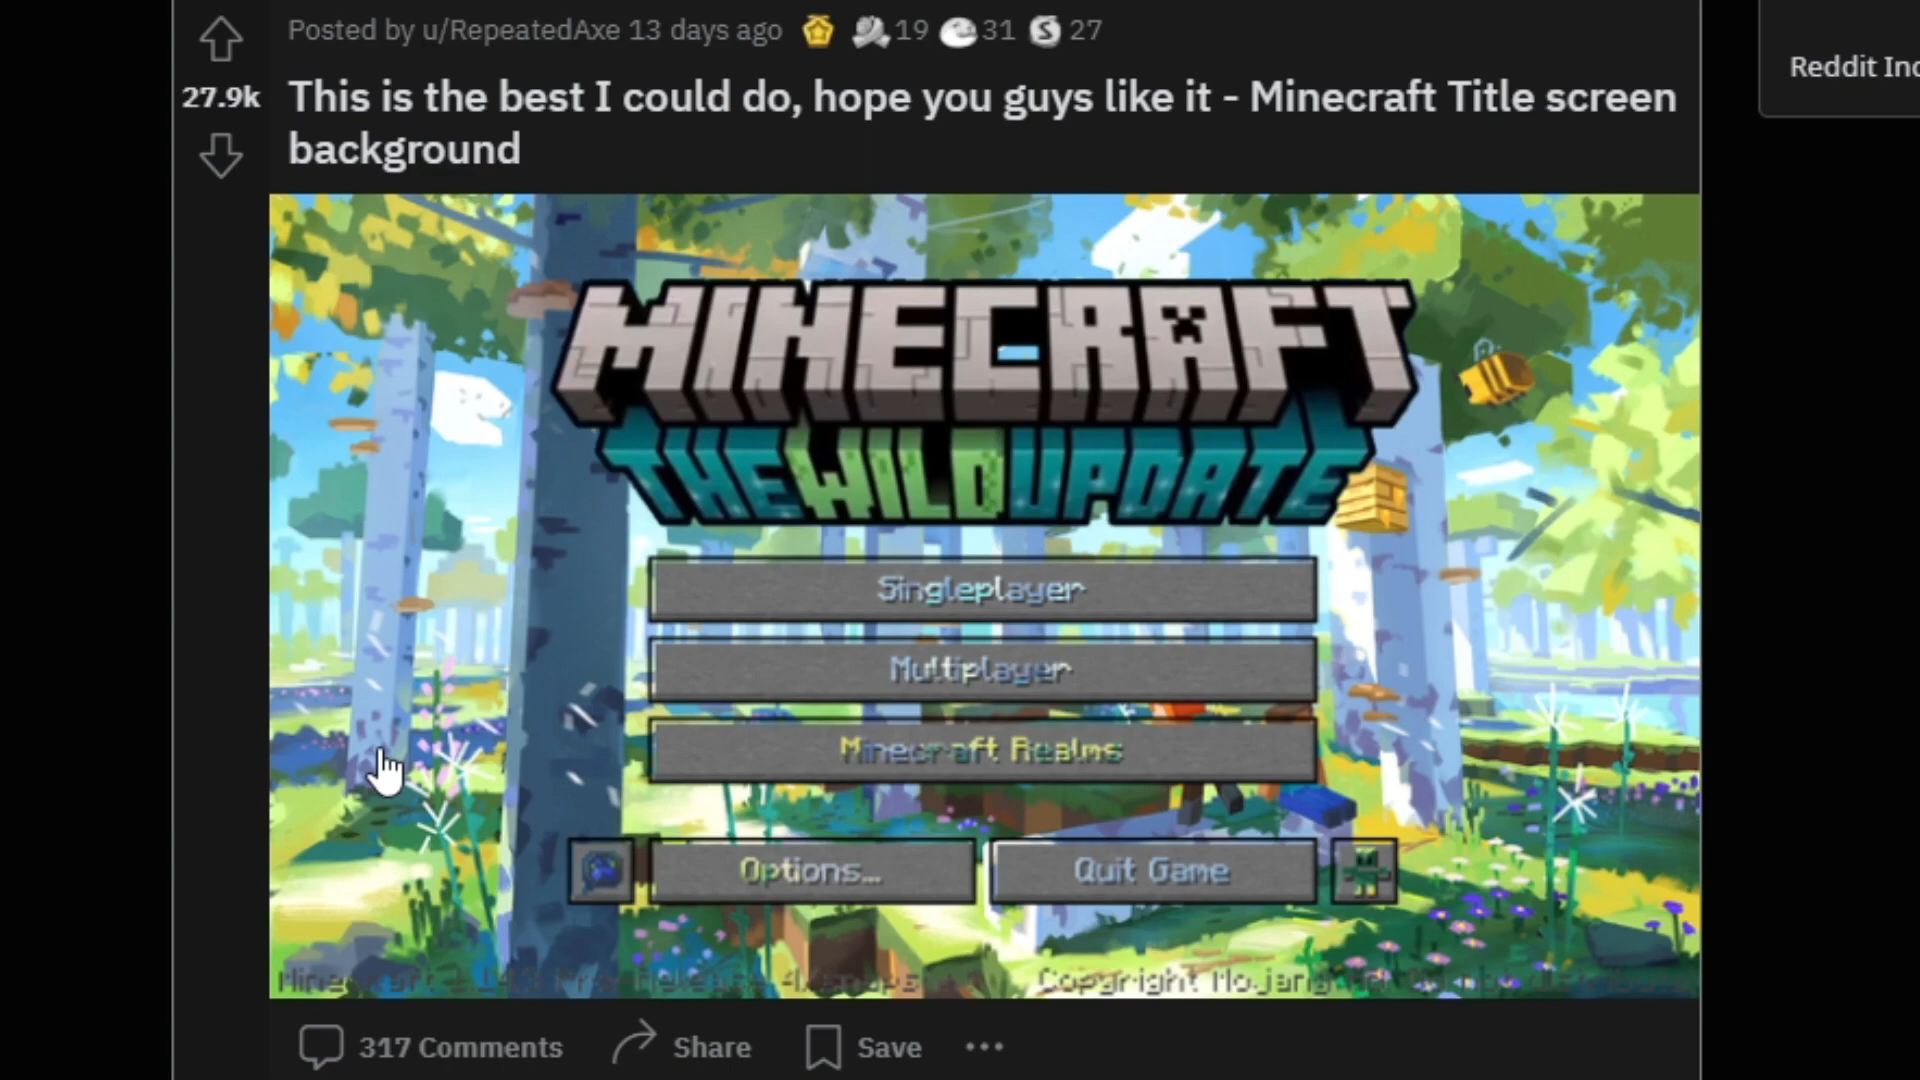 Posted by u/RepeatedAxe 13 days ago 19 31 S 27
Reddit Inc
27.9k
This is the best I could do, hope you guys like it - Minecraft Title screen
background
MINECRAFT
THE WILD UPDATE
Singleplayer
Multiplayer
Minecraft Realms
Options...
Quit Game
Copyright Mojang
317 Comments
Share
Save